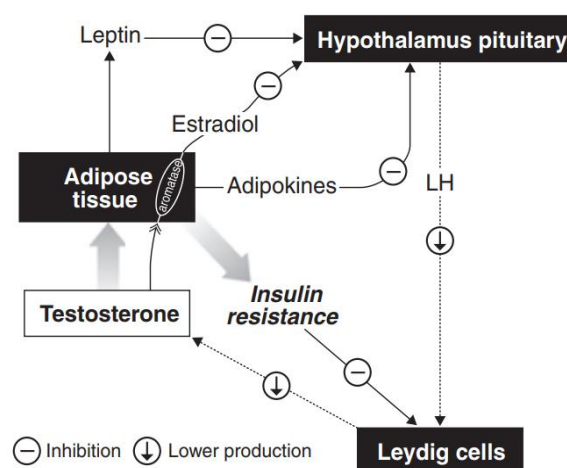 Leptin
Hypothalamus pituitary
Estradiol
Adipose
tissue
aromatase
Adipokines
LH
Insulin
resistance
Testosterone
Inhibition
Lower production
Leydig cells